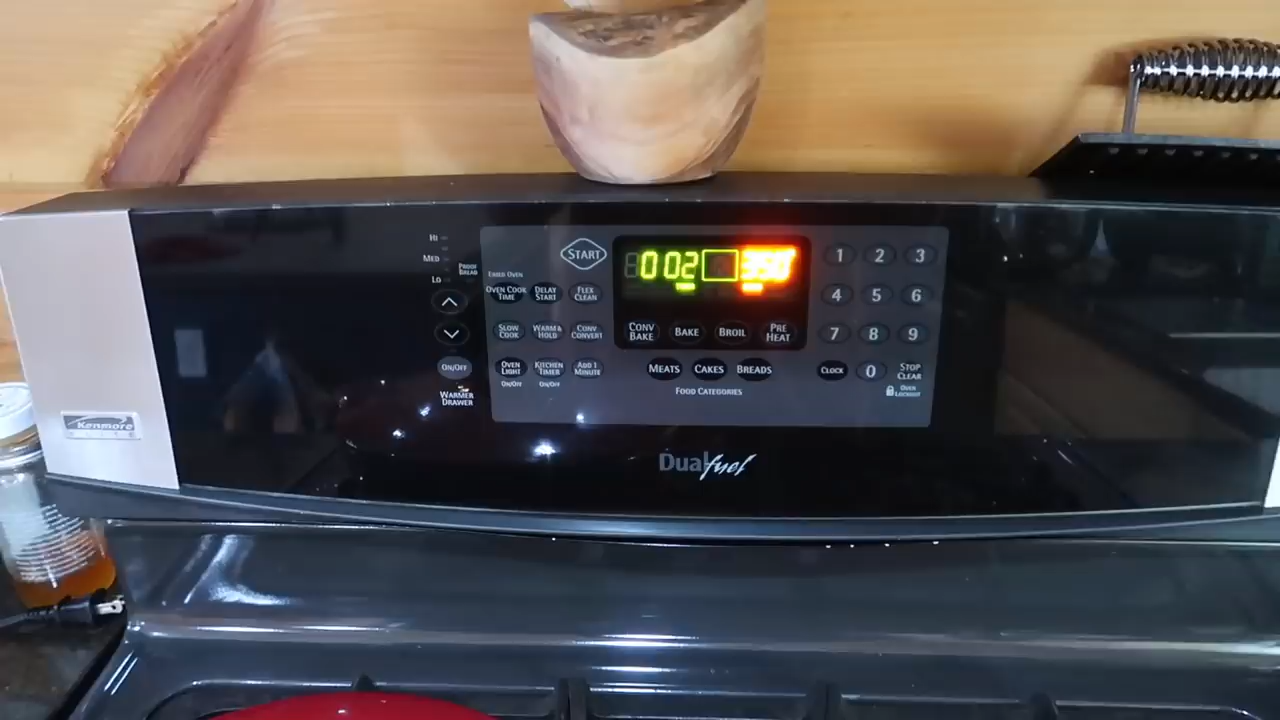 HI
MED
LO
PROOF
BREAD
ON/OFF
WARMER
DRAWER
START
OVEN COOK
TIME
DELAY
START
FLEX
CLEAN
SLOW
COOK
WARM &
HOLD
CONV
CONVERT
OVEN
LIGHT
ON/OFF
KITCHEN
TIMER
ON/OFF
ADD 1
MINUTE
0 02
350
CONV
BAKE
BAKE
BROIL
PRE
HEAT
MEATS
CAKES
BREADS
FOOD CATEGORIES
1 2 3
4 5 6
7 8 9
CLOCK
0
STOP
CLEAR
OVEN
LOCKOUT
Kenmore
ELITE
Dual fuel